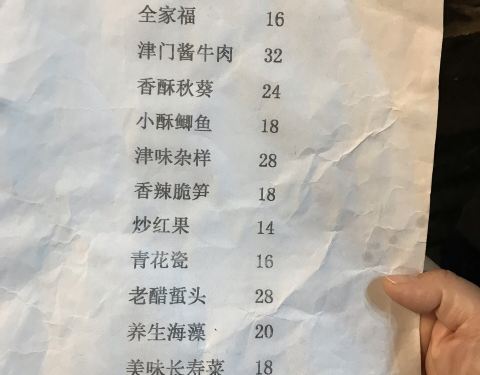 全家福 16
津门酱牛肉 32
香酥秋葵 24
小酥鲫鱼 18
津味杂样 28
香辣脆笋 18
炒红果 14
青花瓷 16
老醋蜇头 28
养生海藻 20
美味长寿菜 18